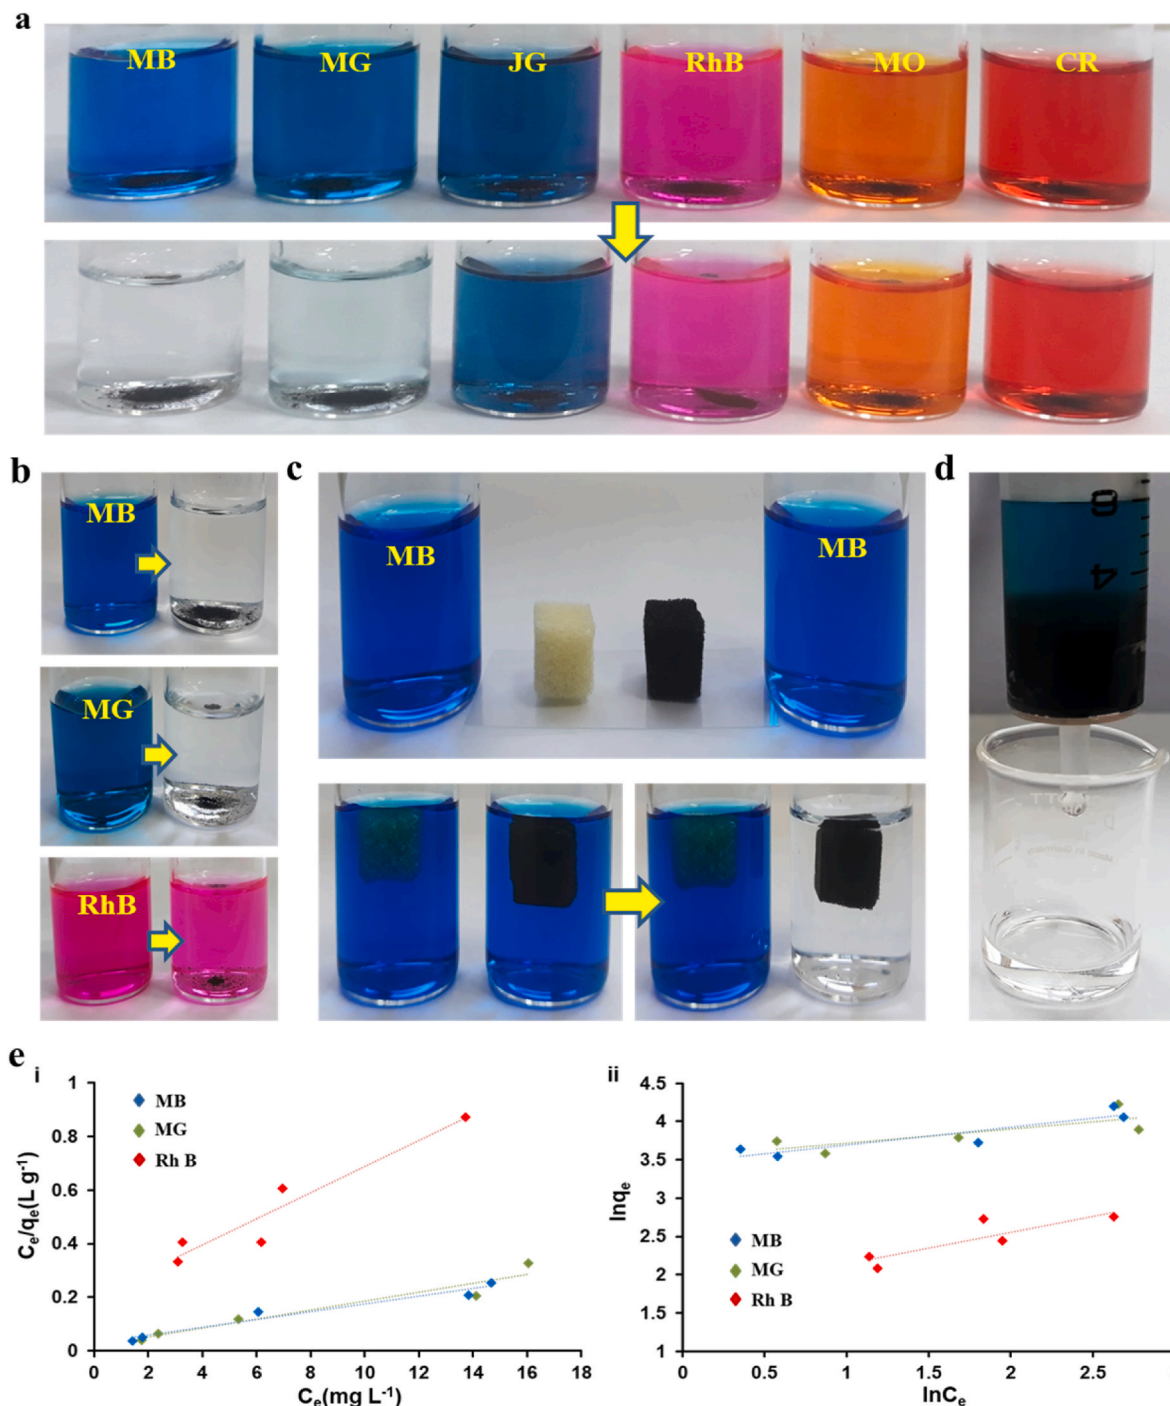 a
MB MG JG RhB MO CR
b c d
MB
MG
RhB
MB MB
8
4
e
i
1
0.8
0.6
0.4
0.2
0
0 2 4 6 8 10 12 14 16 18
Cₑ/qₑ(L g⁻¹)
Cₑ(mg L⁻¹)
MB
MG
Rh B
ii
4.5
4
3.5
3
2.5
2
1.5
1
0 0.5 1 1.5 2 2.5
lnqₑ
lnCₑ
MB
MG
Rh B